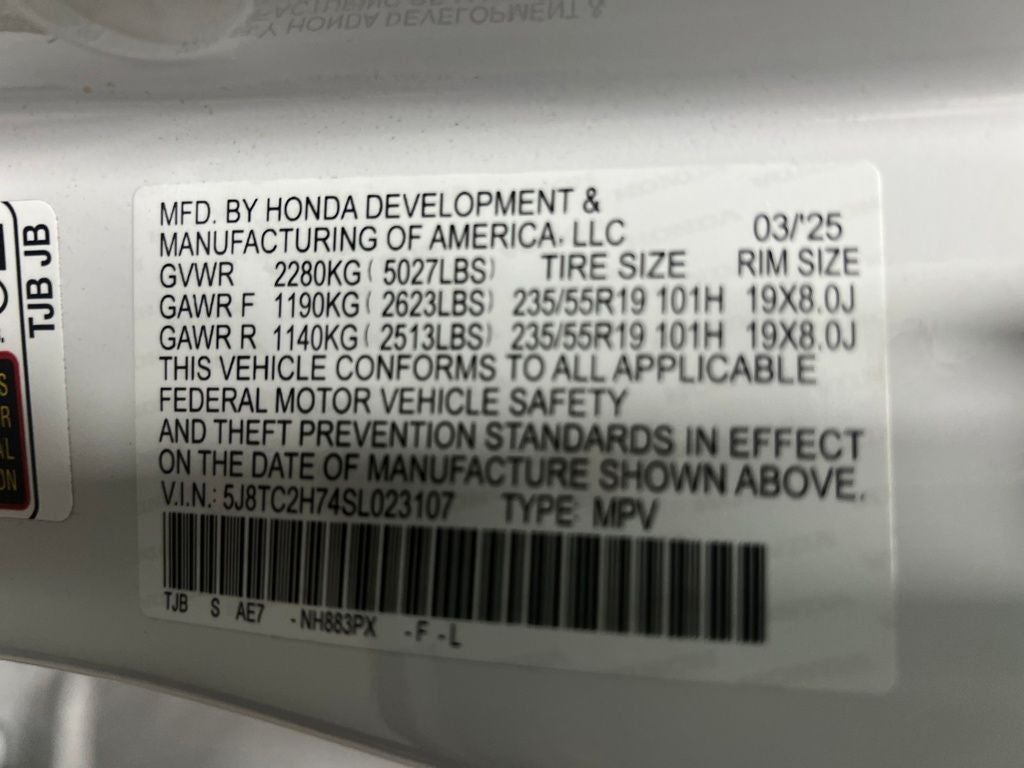 MFD. BY HONDA DEVELOPMENT &
MANUFACTURING OF AMERICA, LLC 03/'25
GVWR 2280KG ( 5027LBS) TIRE SIZE RIM SIZE
GAWR F 1190KG ( 2623LBS) 235/55R19 101H 19X8.0J
GAWR R 1140KG ( 2513LBS) 235/55R19 101H 19X8.0J
THIS VEHICLE CONFORMS TO ALL APPLICABLE
FEDERAL MOTOR VEHICLE SAFETY
AND THEFT PREVENTION STANDARDS IN EFFECT
ON THE DATE OF MANUFACTURE SHOWN ABOVE.
V.I.N.: 5J8TC2H74SL023107 TYPE: MPV
TJB S AE7 -NH883PX -F -L
TJB JB